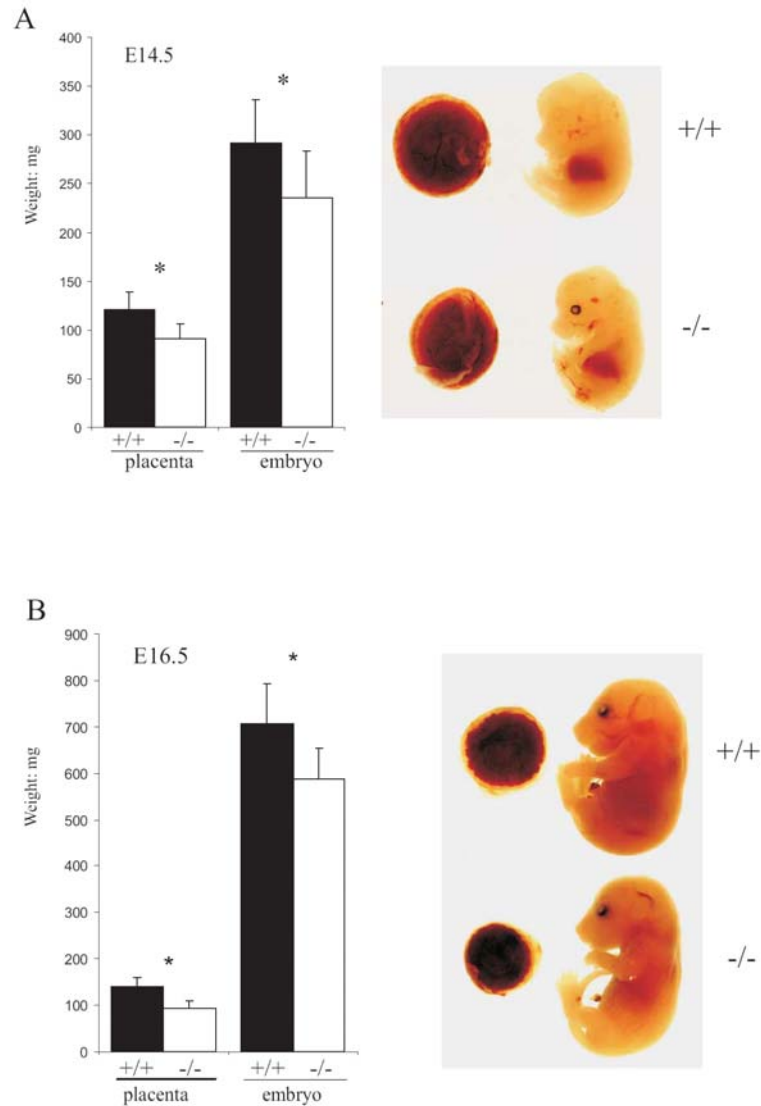 A
E14.5
Weight: mg
400
350
300
250
200
150
100
50
0
*
*
+/+ -/- +/+ -/-
placenta embryo
+/+
-/-
B
E16.5
Weight: mg
900
800
700
600
500
400
300
200
100
0
*
*
+/+ -/- +/+ -/-
placenta embryo
+/+
-/-